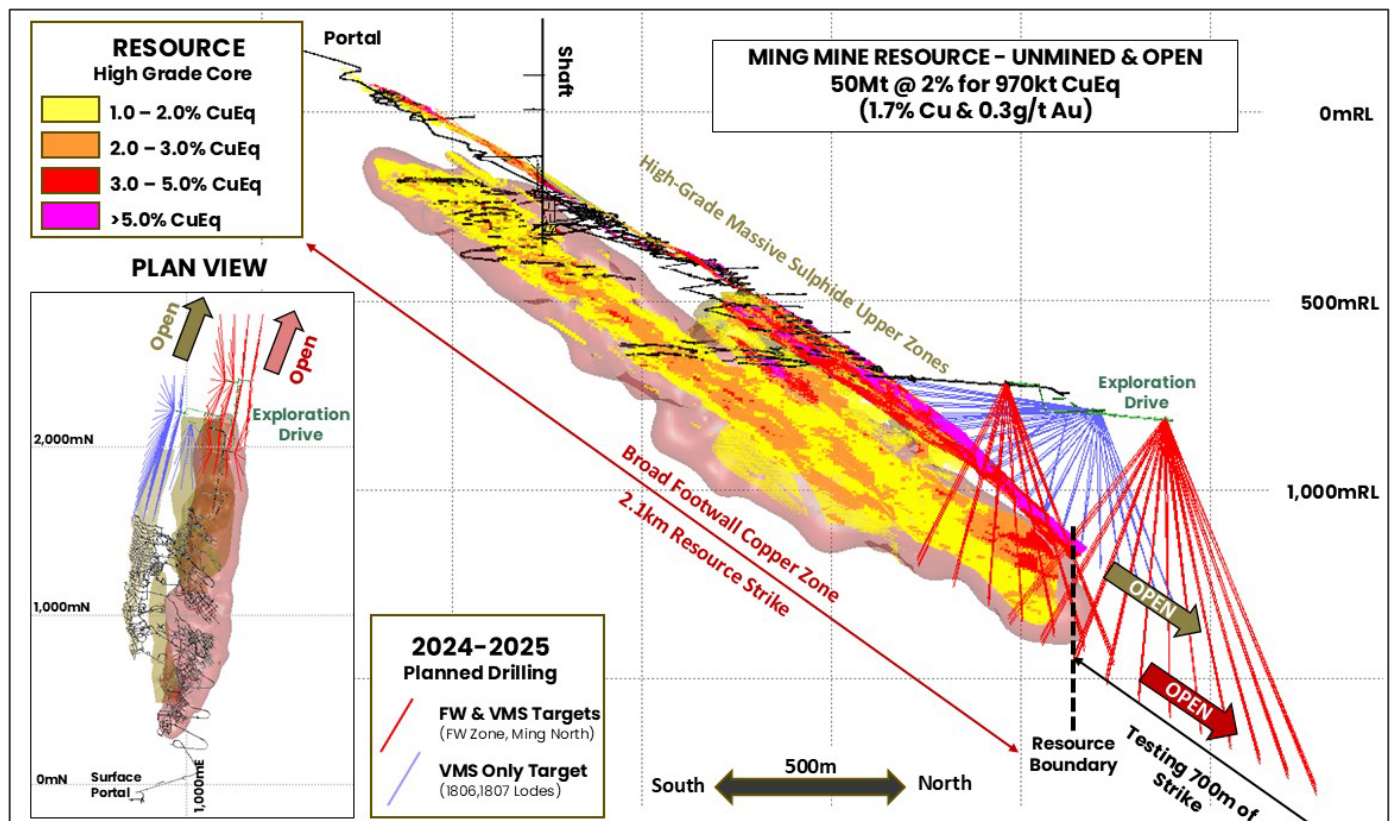 RESOURCE
High Grade Core
1.0 – 2.0% CuEq
2.0 – 3.0% CuEq
3.0 – 5.0% CuEq
>5.0% CuEq
Portal
Shaft
MING MINE RESOURCE - UNMINED & OPEN
50Mt @ 2% for 970kt CuEq
(1.7% Cu & 0.3g/t Au)
0mRL
500mRL
1,000mRL
High-Grade Massive Sulphide Upper Zones
Exploration
Drive
Broad Footwall Copper Zone
2.1km Resource Strike
OPEN
OPEN
Resource
Boundary
Testing 700m of
Strike
South
500m
North
PLAN VIEW
Open
Open
Exploration
Drive
2,000mN
1,000mN
0mN
Surface
Portal
1,000mE
2024-2025
Planned Drilling
FW & VMS Targets
(FW Zone, Ming North)
VMS Only Target
(1806,1807 Lodes)